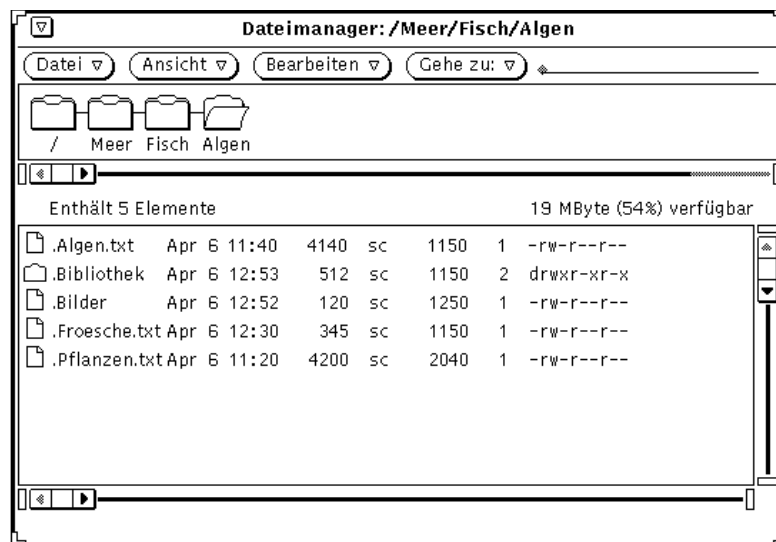 Dateimanager: /Meer/Fisch/Algen
Datei Ansicht Bearbeiten Gehe zu:
/ Meer Fisch Algen
Enthält 5 Elemente 19 MByte (54%) verfügbar
.Algen.txt Apr 6 11:40 4140 sc 1150 1 -rw-r--r--
.Bibliothek Apr 6 12:53 512 sc 1150 2 drwxr-xr-x
.Bilder Apr 6 12:52 120 sc 1250 1 -rw-r--r--
.Froesche.txt Apr 6 12:30 345 sc 1150 1 -rw-r--r--
.Pflanzen.txt Apr 6 11:20 4200 sc 2040 1 -rw-r--r--